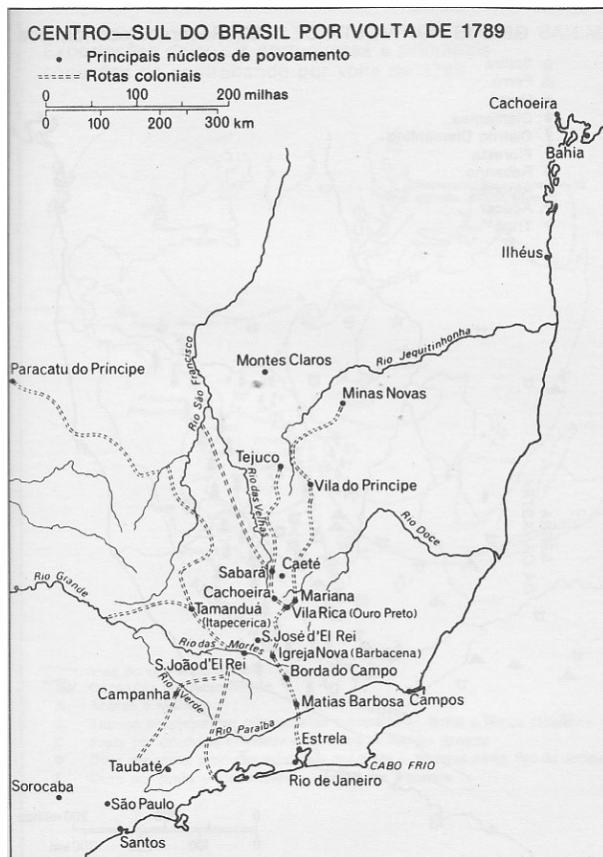 CENTRO—SUL DO BRASIL POR VOLTA DE 1789
Principais núcleos de povoamento
Rotas coloniais
0 100 200 milhas
0 100 200 300 km
Cachoeira
Bahia
Ilhéus
Rio Jequitinhonha
Montes Claros
Paracatu do Príncipe
Rio São Francisco
Minas Novas
Tejuco
Vila do Príncipe
Rio das Velhas
Rio Doce
Sabará
Caeté
Rio Grande
Cachoeira
Mariana
Tamanduá
(Itapecerica)
Vila Rica (Ouro Preto)
S. José d'El Rei
Rio das Mortes
Igreja Nova (Barbacena)
S. João d'El Rei
Borda do Campo
Campanha
Rio Verde
Matias Barbosa
Campos
Rio Paraíba
Estrela
Taubaté
CABO FRIO
Rio de Janeiro
Sorocaba
São Paulo
Santos